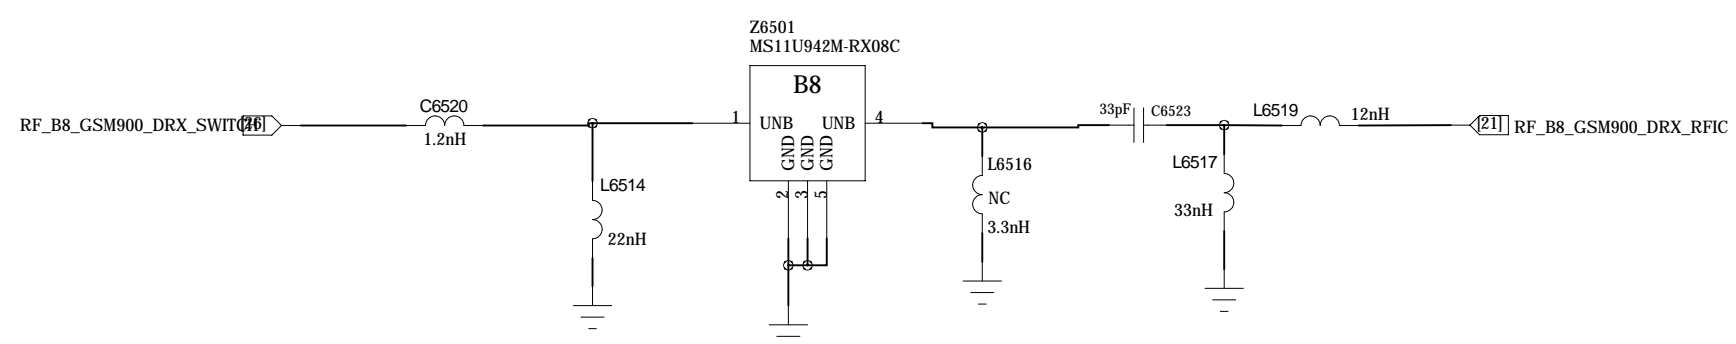 Z6501
MS11U942M-RX08C
B8
C6520
33pF
C6523
L6519
12nH
RF_B8_GSM900_DRX_SWITCH
[26]
1
UNB
UNB
4
[21]
RF_B8_GSM900_DRX_RFIC
1.2nH
GND
GND
GND
L6516
L6517
L6514
2
3
5
NC
33nH
22nH
3.3nH